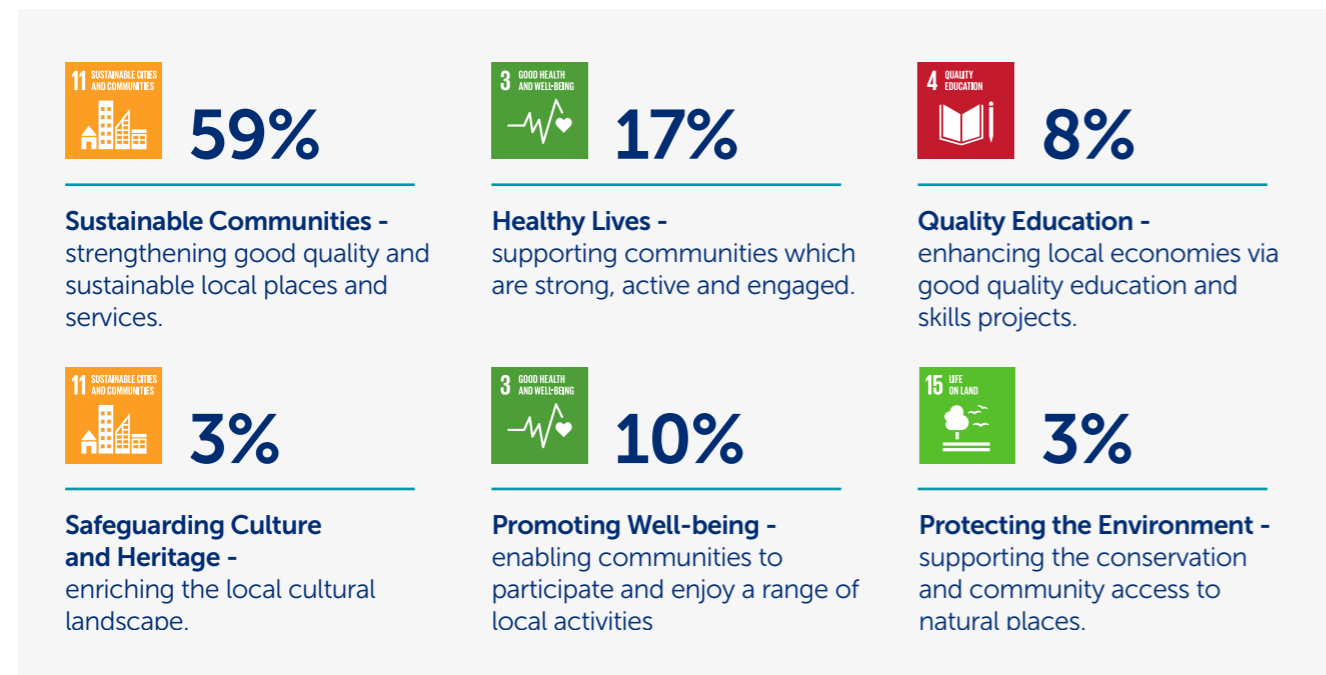 11 SUSTAINABLE CITIES
AND COMMUNITIES
59%
Sustainable Communities -
strengthening good quality and
sustainable local places and
services.
3 GOOD HEALTH
AND WELL-BEING
17%
Healthy Lives -
supporting communities which
are strong, active and engaged.
4 QUALITY
EDUCATION
8%
Quality Education -
enhancing local economies via
good quality education and
skills projects.
11 SUSTAINABLE CITIES
AND COMMUNITIES
3%
Safeguarding Culture
and Heritage -
enriching the local cultural
landscape.
3 GOOD HEALTH
AND WELL-BEING
10%
Promoting Well-being -
enabling communities to
participate and enjoy a range of
local activities
15 LIFE
ON LAND
3%
Protecting the Environment -
supporting the conservation
and community access to
natural places.